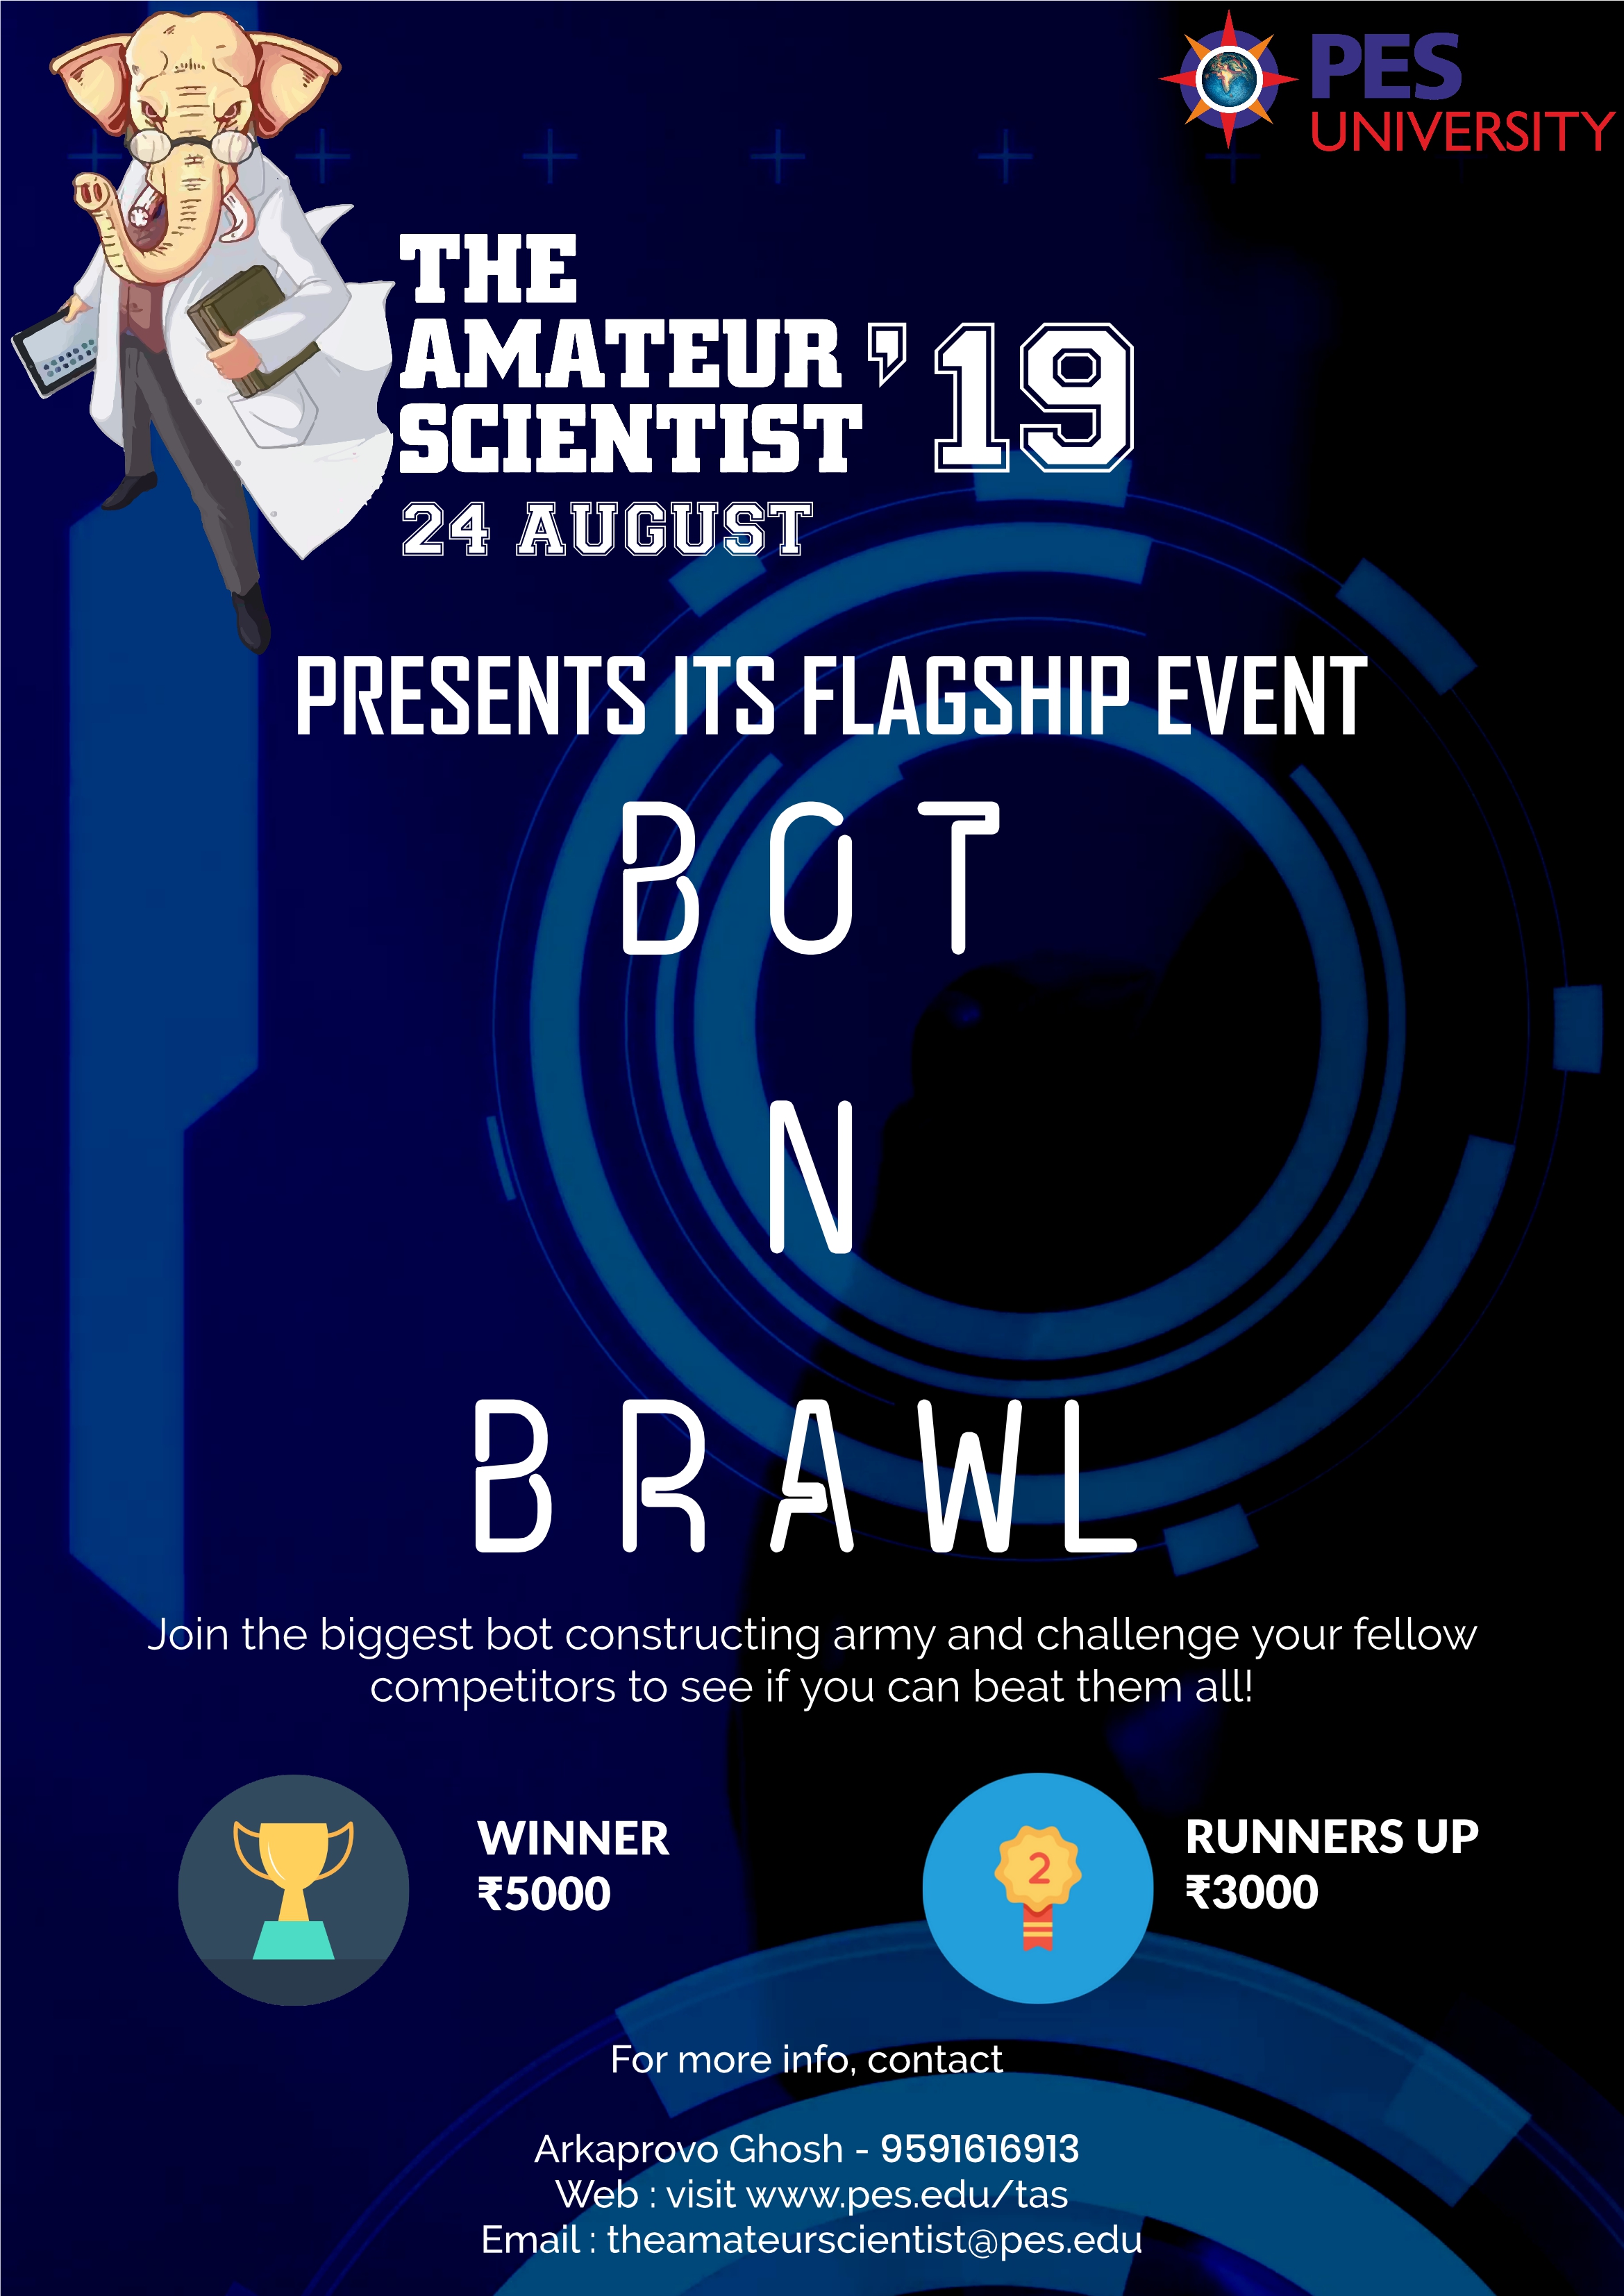 PES
UNIVERSITY
THE
AMATEUR
SCIENTIST
'19
24 AUGUST
PRESENTS ITS FLAGSHIP EVENT
BOT
N
BRAWL
Join the biggest bot constructing army and challenge your fellow
competitors to see if you can beat them all!
WINNER
₹5000
2
RUNNERS UP
₹3000
For more info, contact
Arkaprovo Ghosh - 9591616913
Web : visit www.pes.edu/tas
Email : theamateurscientist@pes.edu